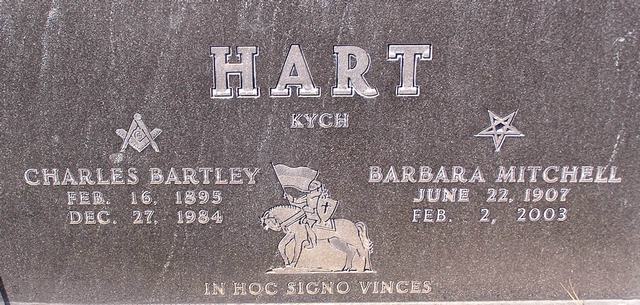 HART
KYCH
G
CHARLES BARTLEY
FEB. 16, 1895
DEC. 27, 1984
BARBARA MITCHELL
JUNE 22, 1907
FEB. 2, 2003
IN HOC SIGNO VINCES